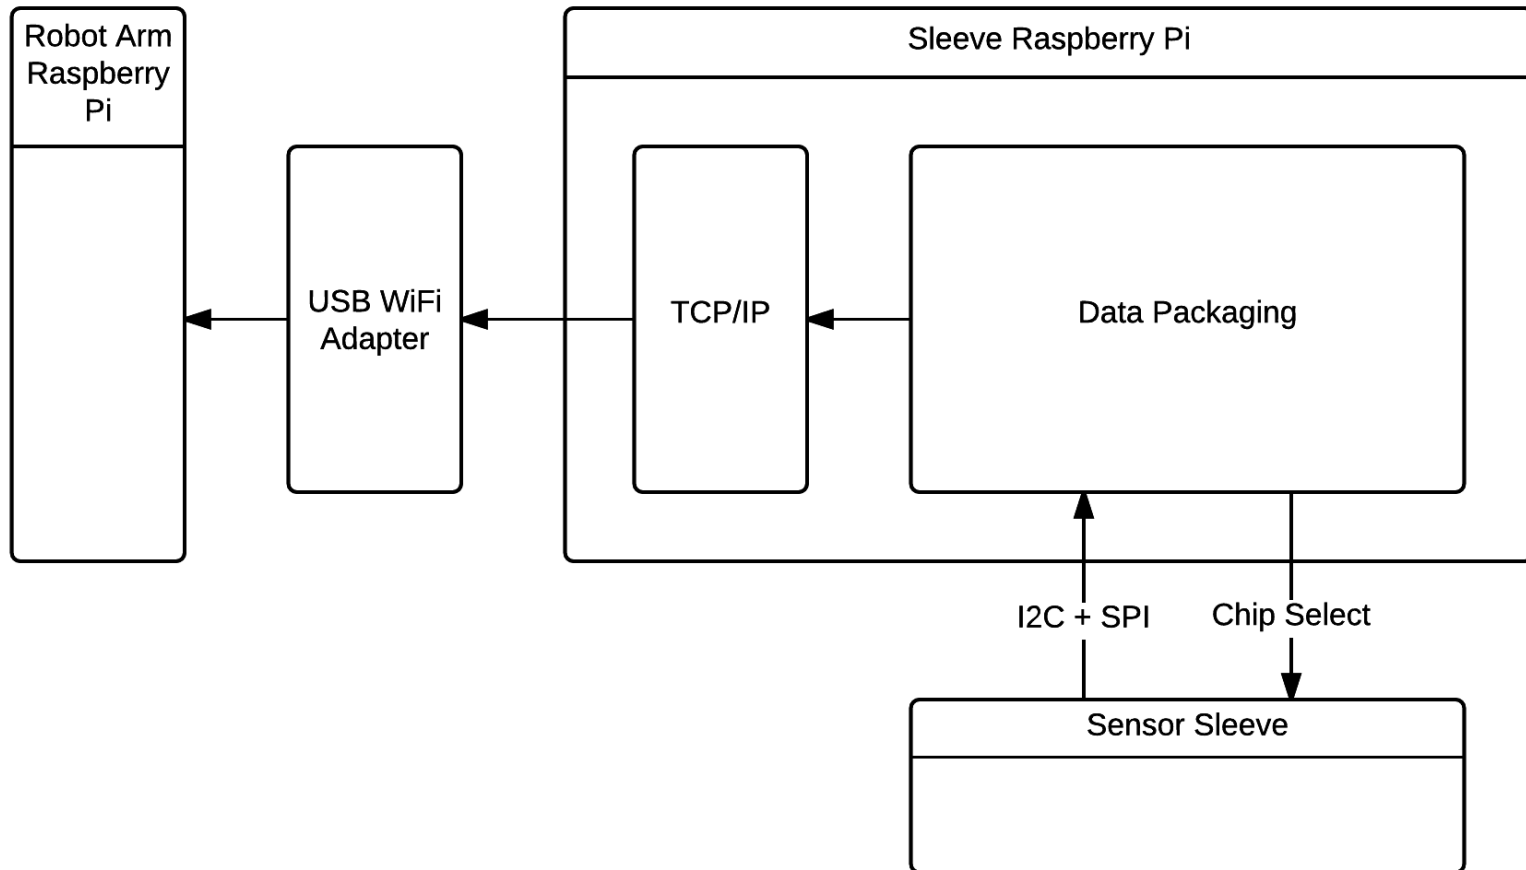 Robot Arm
Raspberry
Pi
Sleeve Raspberry Pi
USB WiFi
Adapter
TCP/IP
Data Packaging
I2C + SPI
Chip Select
Sensor Sleeve